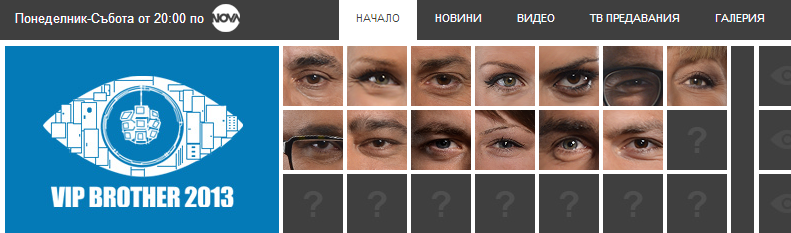 Понеделник-Събота от 20:00 по NOVA
НАЧАЛО НОВИНИ ВИДЕО ТВ ПРЕДАВАНИЯ ГАЛЕРИЯ
VIP BROTHER 2013
?
? ? ? ? ? ? ?